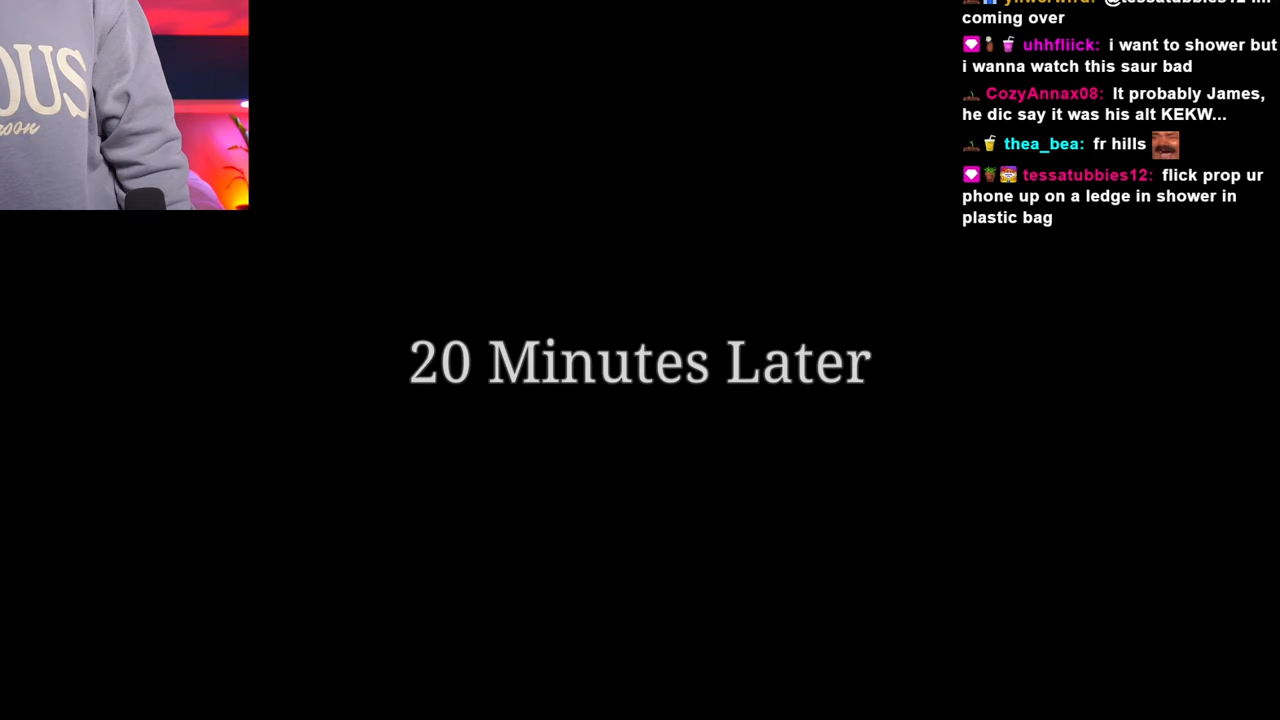 OUS
coming over
uhhfliick: i want to shower but
i wanna watch this saur bad
CozyAnnax08: It probably James,
he dic say it was his alt KEKW...
thea_bea: fr hills
tessatubbies12: flick prop ur
phone up on a ledge in shower in
plastic bag
20 Minutes Later